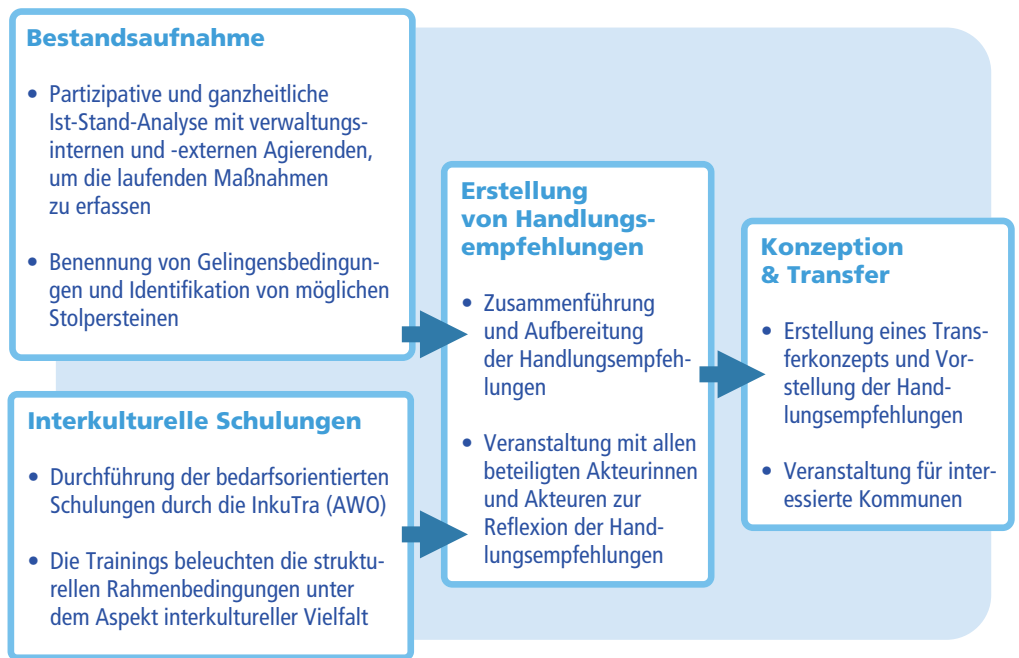 Bestandsaufnahme
• Partizipative und ganzheitliche
Ist-Stand-Analyse mit verwaltungs-
internen und -externen Agierenden,
um die laufenden Maßnahmen
zu erfassen
• Benennung von Gelingensbedingun-
gen und Identifikation von möglichen
Stolpersteinen
Interkulturelle Schulungen
• Durchführung der bedarfsorientierten
Schulungen durch die InkuTra (AWO)
• Die Trainings beleuchten die struktu-
rellen Rahmenbedingungen unter
dem Aspekt interkultureller Vielfalt
Erstellung
von Handlungs-
empfehlungen
• Zusammenführung
und Aufbereitung
der Handlungsempfeh-
lungen
• Veranstaltung mit allen
beteiligten Akteurinnen
und Akteuren zur
Reflexion der Hand-
lungsempfehlungen
Konzeption
& Transfer
• Erstellung eines Trans-
ferkonzepts und Vor-
stellung der Hand-
lungsempfehlungen
• Veranstaltung für inter-
essierte Kommunen